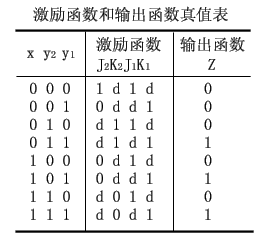 激励函数和输出函数真值表
x y₂ y₁ 激励函数 J₂K₂J₁K₁ 输出函数 Z
0 0 0 1 d 1 d 0
0 0 1 0 d d 1 0
0 1 0 d 1 1 d 0
0 1 1 d 1 d 1 1
1 0 0 0 d 1 d 0
1 0 1 0 d d 1 1
1 1 0 d 0 1 d 0
1 1 1 d 0 d 1 1